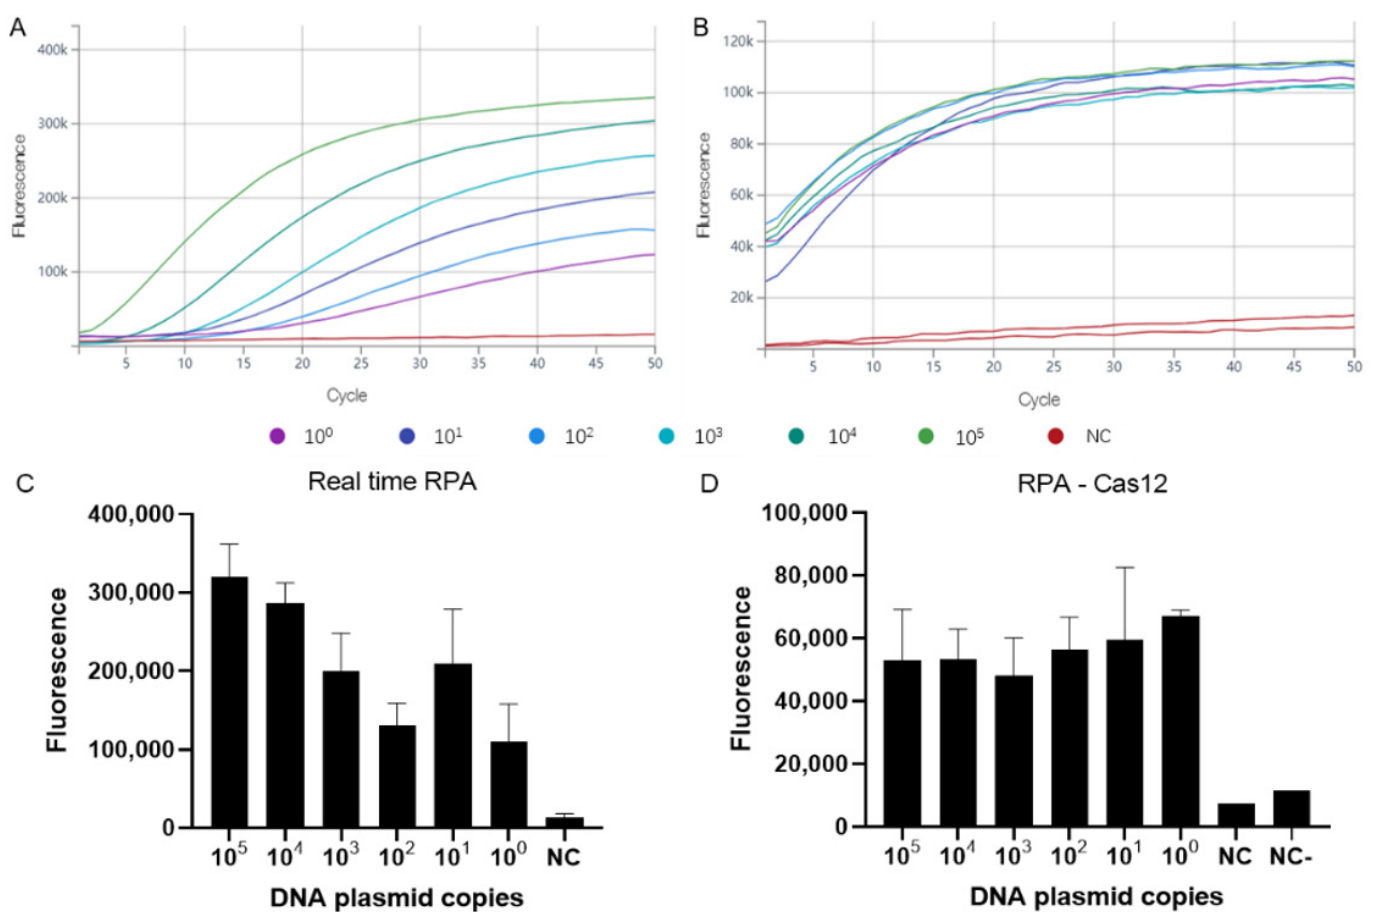 A
400k
300k
200k
100k
Fluorescence
5 10 15 20 25 30 35 40 45 50
Cycle
B
120k
100k
80k
60k
40k
20k
Fluorescence
5 10 15 20 25 30 35 40 45 50
Cycle
10⁰ 10¹ 10² 10³ 10⁴ 10⁵ NC
C
Real time RPA
400,000
300,000
200,000
100,000
0
Fluorescence
10⁵ 10⁴ 10³ 10² 10¹ 10⁰ NC
DNA plasmid copies
D
RPA - Cas12
100,000
80,000
60,000
40,000
20,000
0
Fluorescence
10⁵ 10⁴ 10³ 10² 10¹ 10⁰ NC NC-
DNA plasmid copies